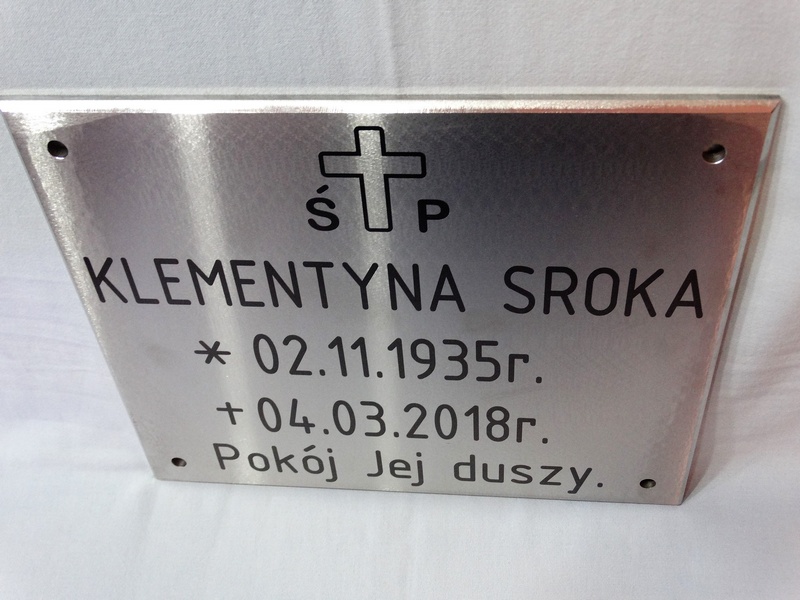 Ś P
KLEMENTYNA SROKA
* 02.11.1935r.
+ 04.03.2018r.
Pokój Jej duszy.